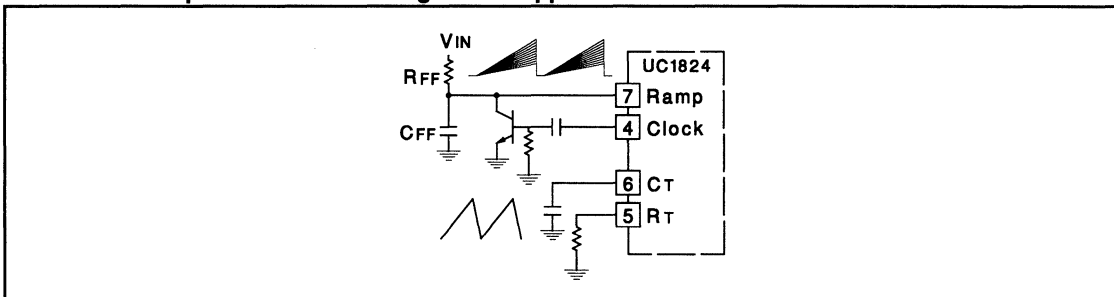 VIN
RFF
CFF
UC1824
7 Ramp
4 Clock
6 CT
5 RT